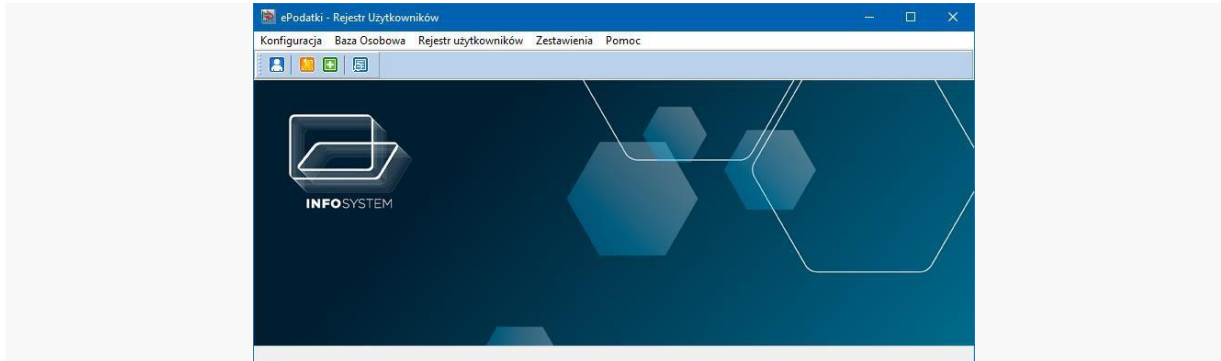 ePodatki - Rejestr Użytkowników
Konfiguracja Baza Osobowa Rejestr użytkowników Zestawienia Pomoc
INFOSYSTEM